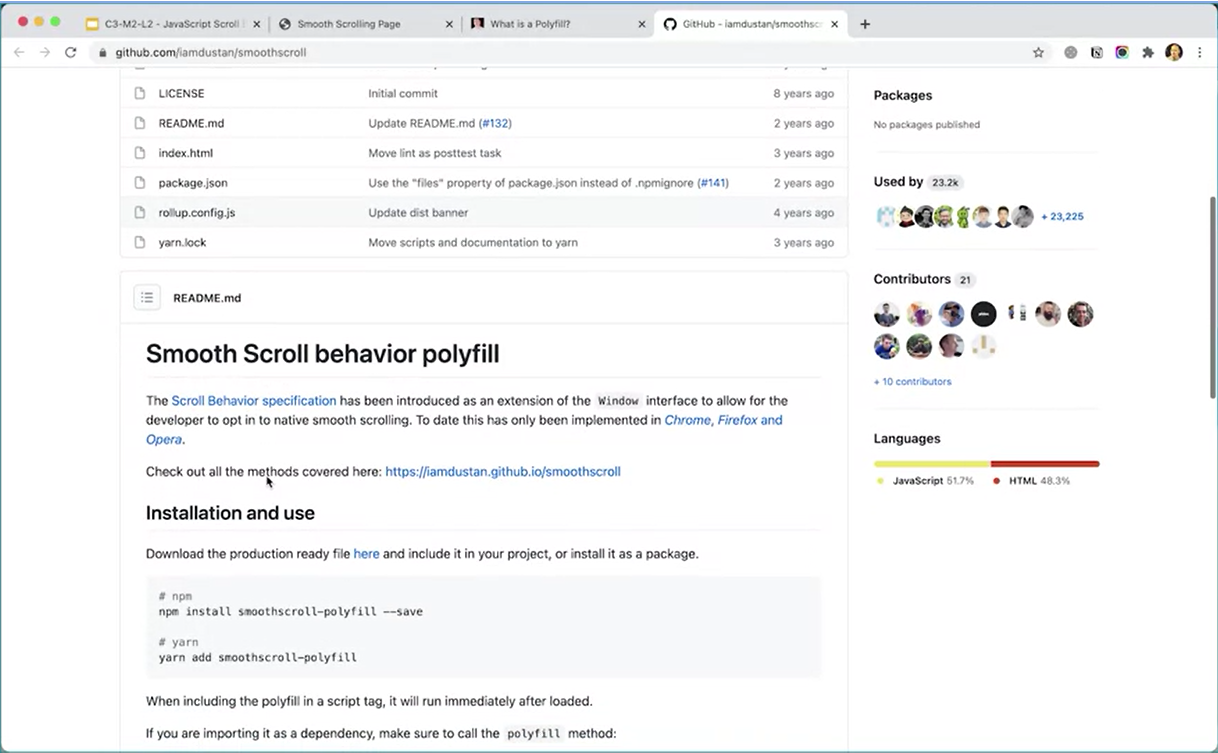 C3-M2-L2 - JavaScript Scroll
Smooth Scrolling Page
What is a Polyfill?
GitHub - iamdustan/smoothsc
github.com/iamdustan/smoothscroll
LICENSE Initial commit 8 years ago
README.md Update README.md (#132) 2 years ago
index.html Move lint as posttest task 3 years ago
package.json Use the "files" property of package.json instead of .npmignore (#141) 2 years ago
rollup.config.js Update dist banner 4 years ago
yarn.lock Move scripts and documentation to yarn 3 years ago
README.md
Smooth Scroll behavior polyfill
The Scroll Behavior specification has been introduced as an extension of the Window interface to allow for the
developer to opt in to native smooth scrolling. To date this has only been implemented in Chrome, Firefox and
Opera.
Check out all the methods covered here: https://iamdustan.github.io/smoothscroll
Installation and use
Download the production ready file here and include it in your project, or install it as a package.
# npm
npm install smoothscroll-polyfill --save
# yarn
yarn add smoothscroll-polyfill
When including the polyfill in a script tag, it will run immediately after loaded.
If you are importing it as a dependency, make sure to call the polyfill method:
Packages
No packages published
Used by 23.2k
+ 23,225
Contributors 21
+ 10 contributors
Languages
JavaScript 51.7% HTML 48.3%